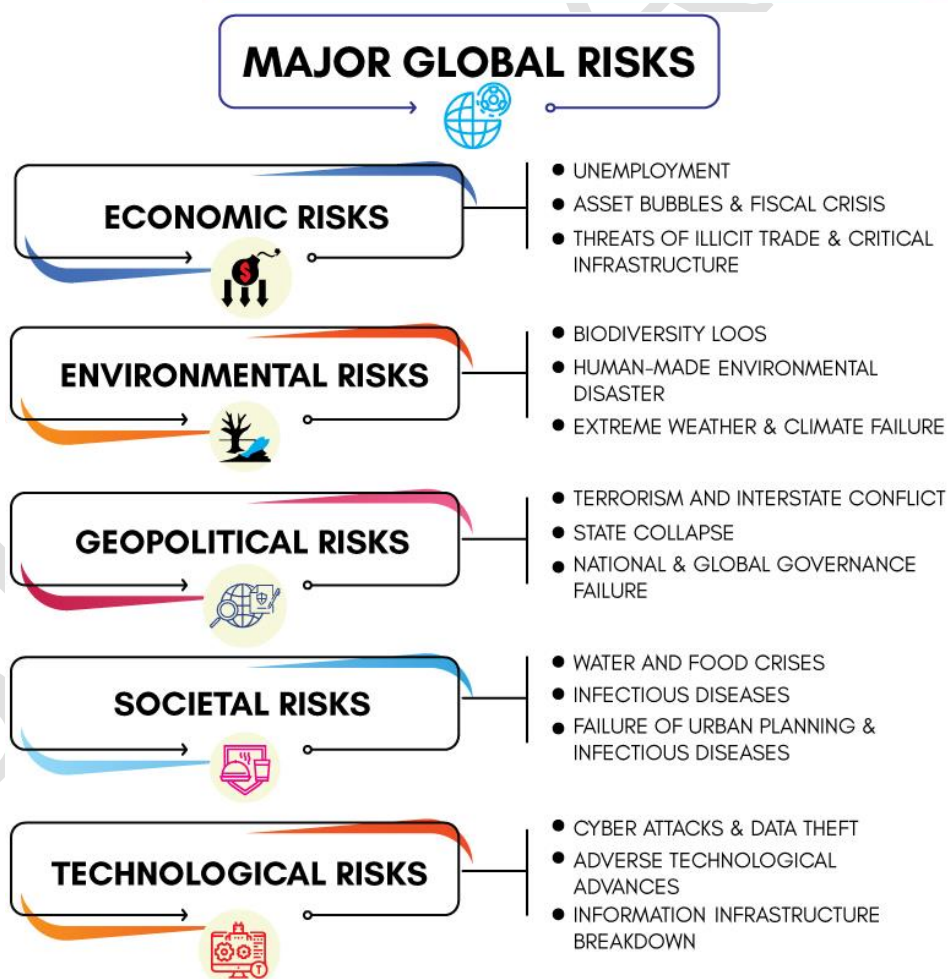 MAJOR GLOBAL RISKS
ECONOMIC RISKS
$
UNEMPLOYMENT
ASSET BUBBLES & FISCAL CRISIS
THREATS OF ILLICIT TRADE & CRITICAL
INFRASTRUCTURE
ENVIRONMENTAL RISKS
BIODIVERSITY LOOS
HUMAN-MADE ENVIRONMENTAL
DISASTER
EXTREME WEATHER & CLIMATE FAILURE
GEOPOLITICAL RISKS
TERRORISM AND INTERSTATE CONFLICT
STATE COLLAPSE
NATIONAL & GLOBAL GOVERNANCE
FAILURE
SOCIETAL RISKS
WATER AND FOOD CRISES
INFECTIOUS DISEASES
FAILURE OF URBAN PLANNING &
INFECTIOUS DISEASES
TECHNOLOGICAL RISKS
T
CYBER ATTACKS & DATA THEFT
ADVERSE TECHNOLOGICAL
ADVANCES
INFORMATION INFRASTRUCTURE
BREAKDOWN